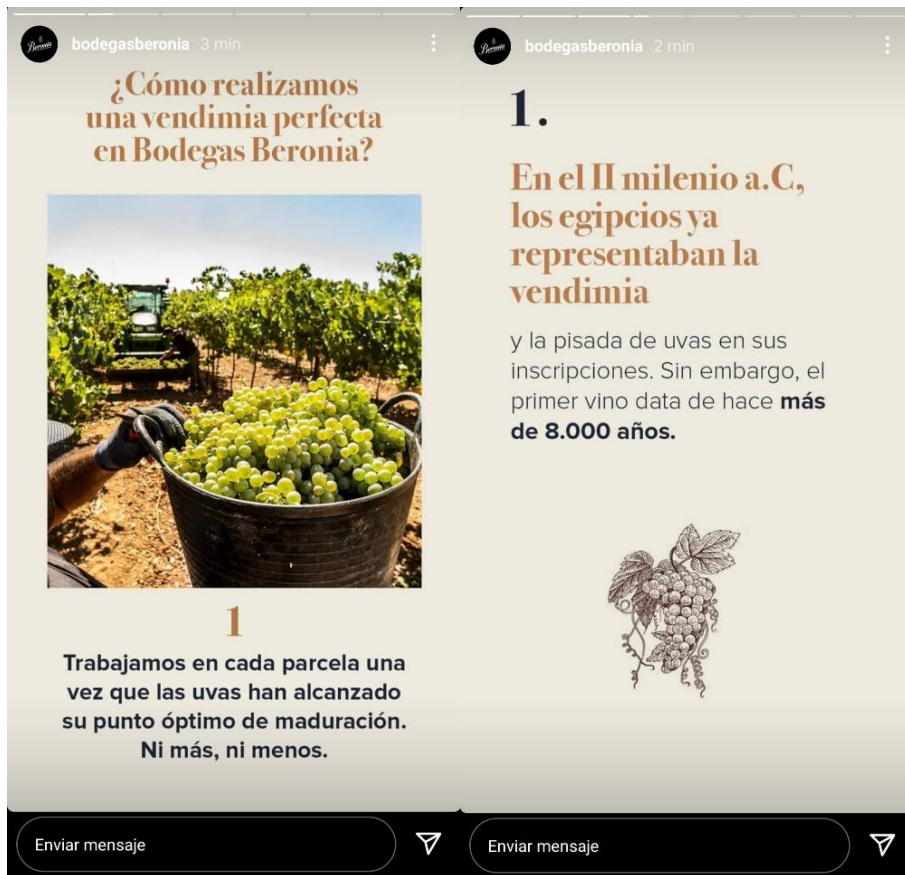 Beronia
bodegasberonia 3 min
¿Cómo realizamos
una vendimia perfecta
en Bodegas Beronia?
1
Trabajamos en cada parcela una
vez que las uvas han alcanzado
su punto óptimo de maduración.
Ni más, ni menos.
Enviar mensaje
Beronia
bodegasberonia 2 min
1.
En el II milenio a.C,
los egipcios ya
representaban la
vendimia
y la pisada de uvas en sus
inscripciones. Sin embargo, el
primer vino data de hace más
de 8.000 años.
Enviar mensaje